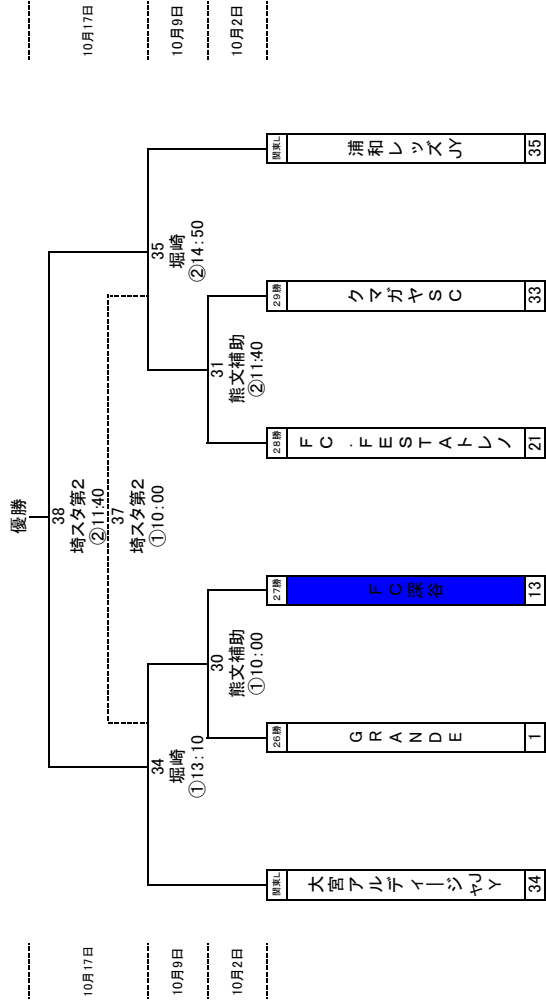 優勝
38
埼スタ第2
②11:40
37
埼スタ第2
①10:00
34
堀崎
①13:10
35
堀崎
②14:50
30
熊文補助
①10:00
31
熊文補助
②11:40
10月17日
10月9日
10月2日
10月17日
10月9日
10月2日
関東L
大宮アルディージャJY
34
26勝
GRANDE
1
27勝
FC深谷
13
28勝
FC.FESTAトレノ
21
29勝
クマガヤSC
33
関東L
浦和レッズJY
35